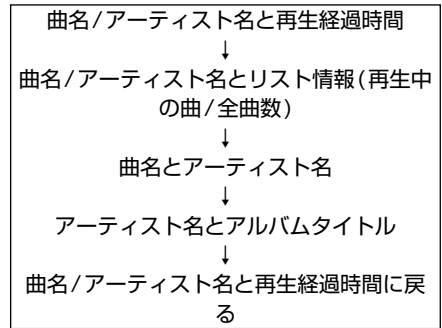 曲名/アーティスト名と再生経過時間
↓
曲名/アーティスト名とリスト情報(再生中
の曲/全曲数)
↓
曲名とアーティスト名
↓
アーティスト名とアルバムタイトル
↓
曲名/アーティスト名と再生経過時間に戻
る